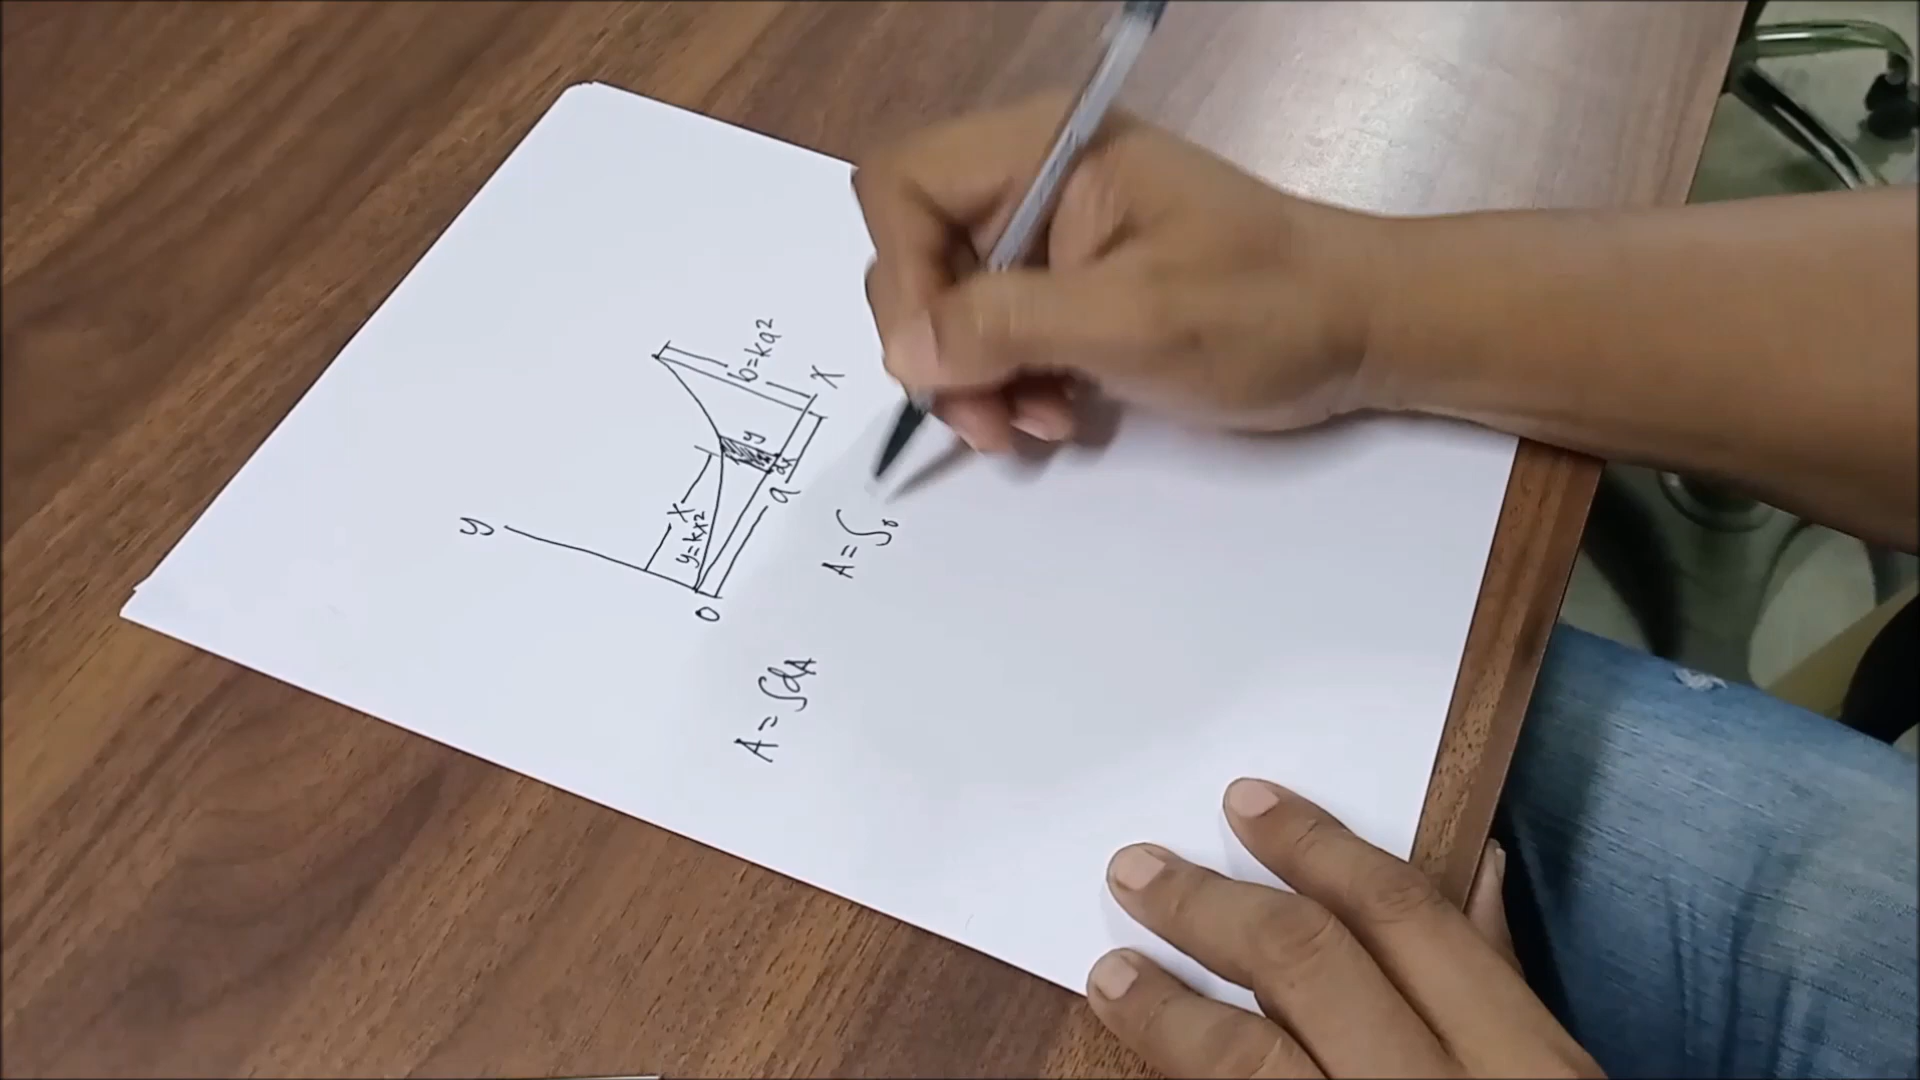 y
x
y=kx²
y
b=ka²
dx
a
x
0
A = ∫dA
A = ∫₀